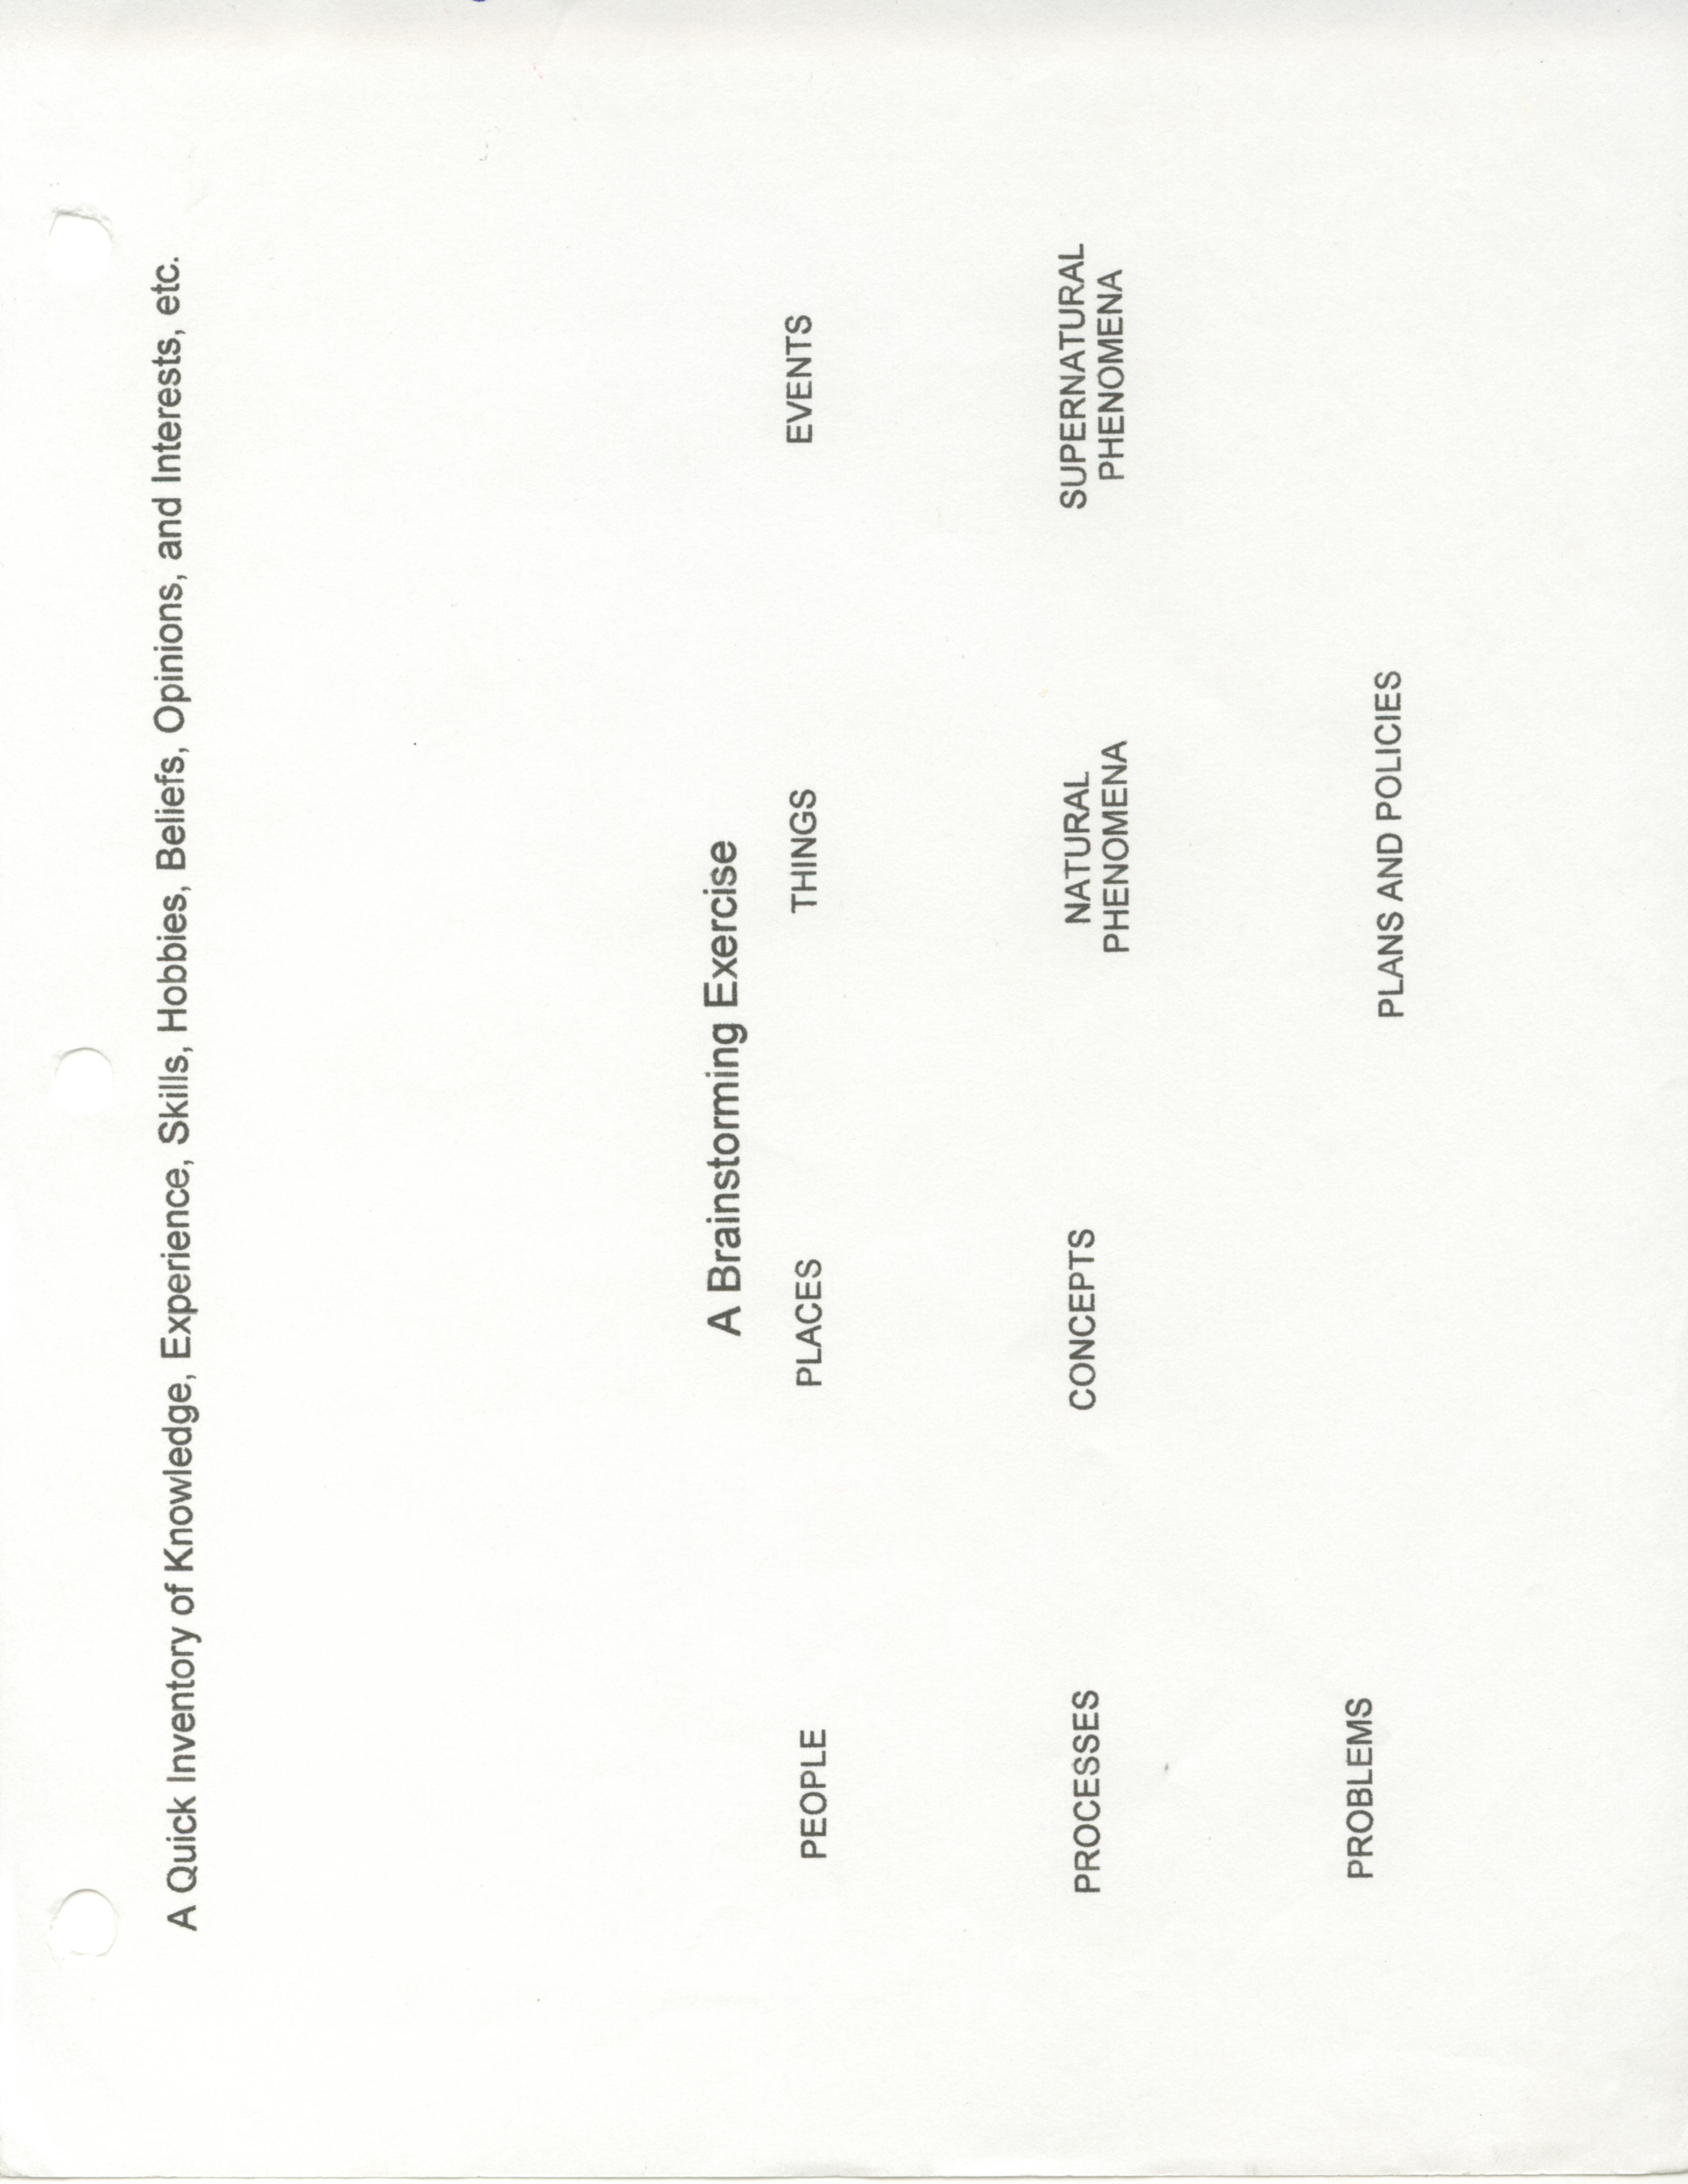 A Quick Inventory of Knowledge, Experience, Skills, Hobbies, Beliefs, Opinions, and Interests, etc.
A Brainstorming Exercise
PEOPLE PLACES THINGS EVENTS
PROCESSES CONCEPTS NATURAL PHENOMENA SUPERNATURAL PHENOMENA
PROBLEMS PLANS AND POLICIES